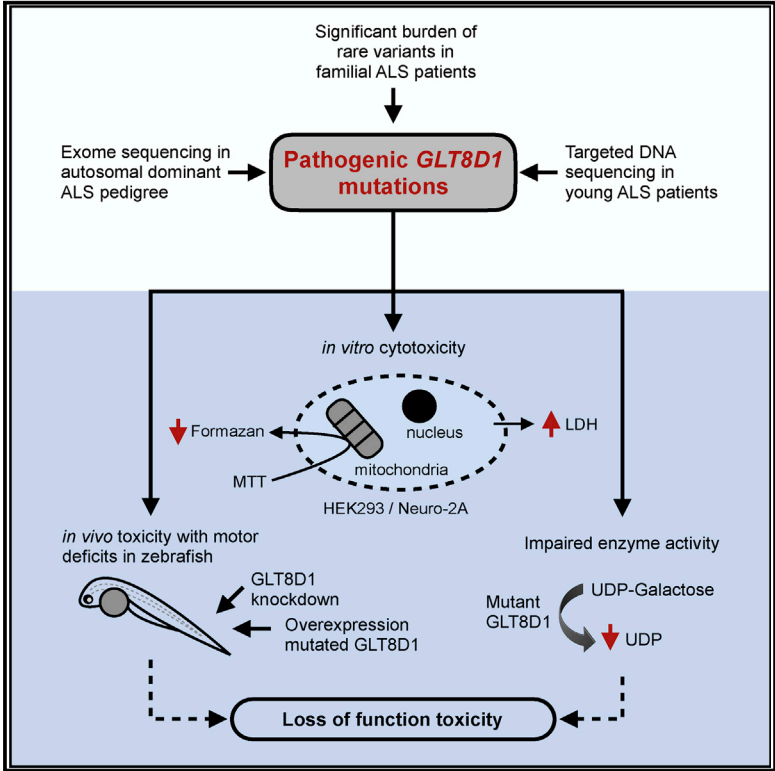 Significant burden of
rare variants in
familial ALS patients
Exome sequencing in
autosomal dominant
ALS pedigree
Pathogenic GLT8D1
mutations
Targeted DNA
sequencing in
young ALS patients
in vitro cytotoxicity
Formazan
nucleus
LDH
mitochondria
MTT
HEK293 / Neuro-2A
in vivo toxicity with motor
deficits in zebrafish
GLT8D1
knockdown
Overexpression
mutated GLT8D1
Impaired enzyme activity
Mutant
GLT8D1
UDP-Galactose
UDP
Loss of function toxicity